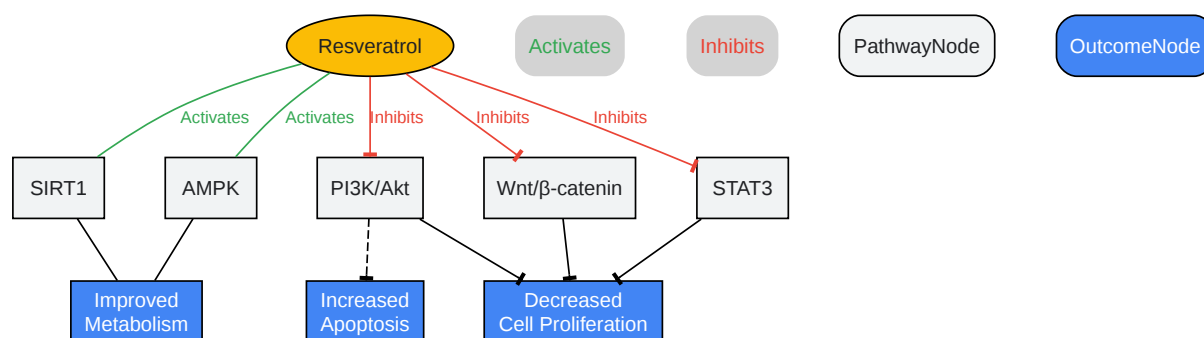 Resveratrol
Activates
Inhibits
PathwayNode
OutcomeNode
Activates
Activates
Inhibits
Inhibits
Inhibits
SIRT1
AMPK
PI3K/Akt
Wnt/β-catenin
STAT3
Improved
Metabolism
Increased
Apoptosis
Decreased
Cell Proliferation